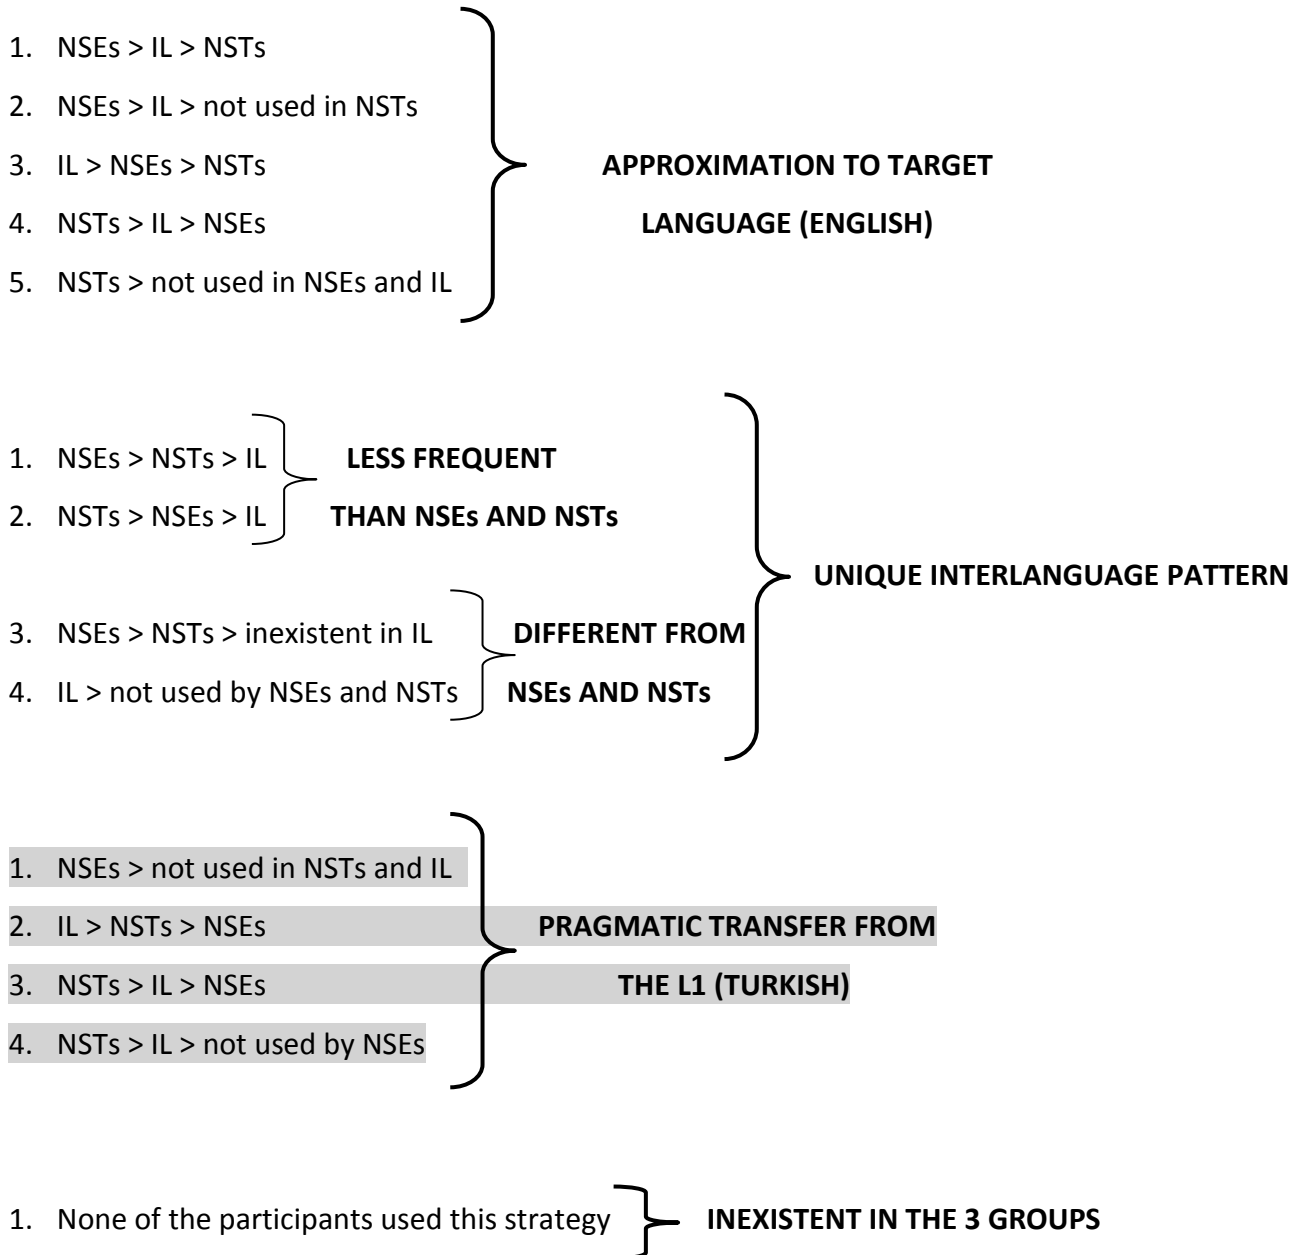 1. NSEs > IL > NSTs
2. NSEs > IL > not used in NSTs
3. IL > NSEs > NSTs APPROXIMATION TO TARGET
4. NSTs > IL > NSEs LANGUAGE (ENGLISH)
5. NSTs > not used in NSEs and IL
1. NSEs > NSTs > IL LESS FREQUENT
2. NSTs > NSEs > IL THAN NSEs AND NSTs
UNIQUE INTERLANGUAGE PATTERN
3. NSEs > NSTs > inexistent in IL DIFFERENT FROM
4. IL > not used by NSEs and NSTs NSEs AND NSTs
1. NSEs > not used in NSTs and IL
2. IL > NSTs > NSEs PRAGMATIC TRANSFER FROM
3. NSTs > IL > NSEs THE L1 (TURKISH)
4. NSTs > IL > not used by NSEs
1. None of the participants used this strategy INEXISTENT IN THE 3 GROUPS